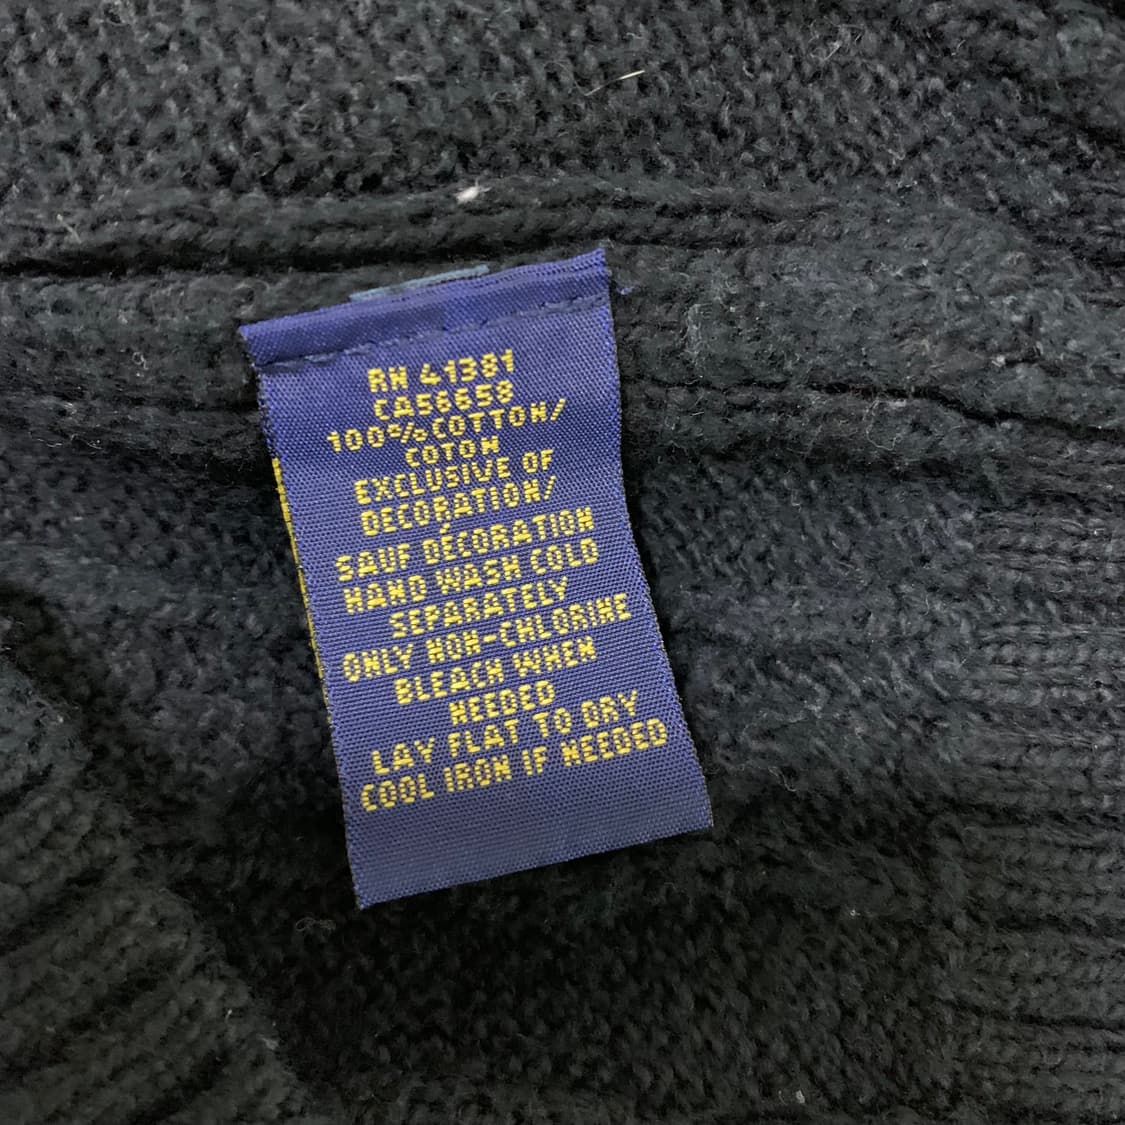 RN 41381
CA56658
100% COTTON/
COTON
EXCLUSIVE OF
DECORATION/
SAUF DÉCORATION
HAND WASH COLD
SEPARATELY
ONLY NON-CHLORINE
BLEACH WHEN
NEEDED
LAY FLAT TO DRY
COOL IRON IF NEEDED